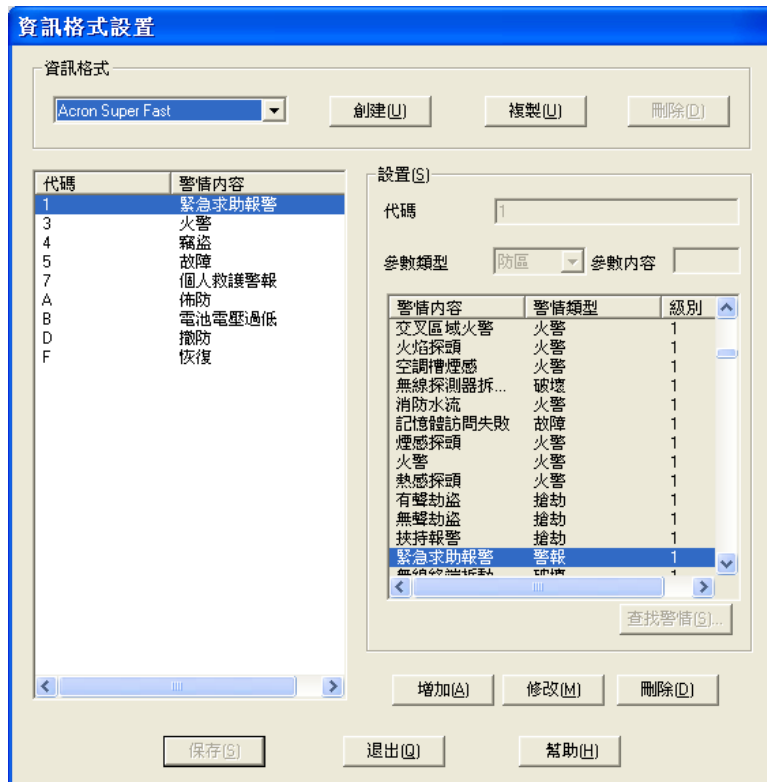 資訊格式設置
資訊格式
Acron Super Fast 創建(U) 複製(U) 刪除(D)
代碼 警情內容
1 緊急求助報警
3 火警
4 竊盜
5 故障
7 個人救護警報
A 佈防
B 電池電壓過低
D 撤防
F 恢復
設置(S)
代碼 1
參數類型 防區 參數內容
警情內容 警情類型 級別
交叉區域火警 火警 1
火焰探頭 火警 1
空調槽煙感 火警 1
無線探測器拆... 破壞 1
消防水流 火警 1
記憶體訪問失敗 故障 1
煙感探頭 火警 1
火警 火警 1
熱感探頭 火警 1
有聲劫盜 搶劫 1
無聲劫盜 搶劫 1
挾持報警 搶劫 1
緊急求助報警 警報 1
無線終端拆動 破壞 1
查找警情(S)...
增加(A) 修改(M) 刪除(D)
保存(S) 退出(Q) 幫助(H)